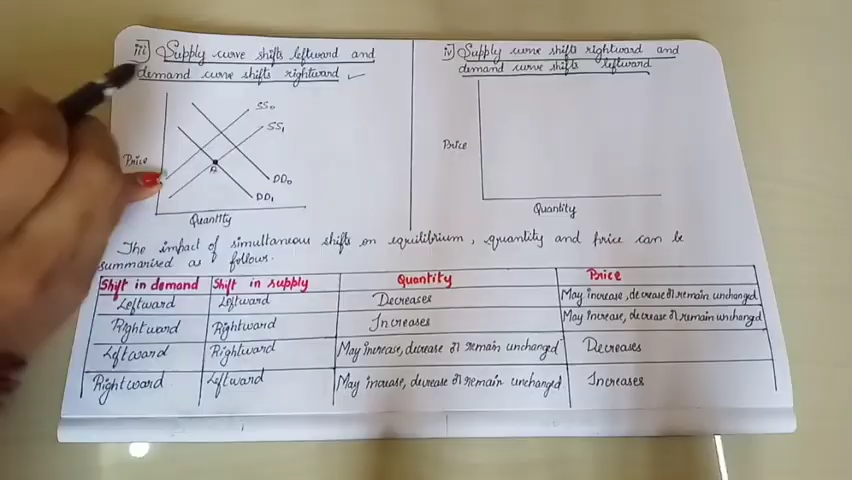 iii) Supply curve shifts leftward and
demand curve shifts rightward ✓
SS₀
SS₁
Price
A
DD₀
DD₁
Quantity
iv) Supply curve shifts rightward and
demand curve shifts leftward
Price
Quantity
The impact of simultaneous shifts on equilibrium, quantity and price can be
summarised as follows.
Shift in demand Shift in supply Quantity Price
Leftward Leftward Decreases May increase, decrease or remain unchanged
Rightward Rightward Increases May increase, decrease or remain unchanged
Leftward Rightward May increase, decrease or remain unchanged Decreases
Rightward Leftward May increase, decrease or remain unchanged Increases